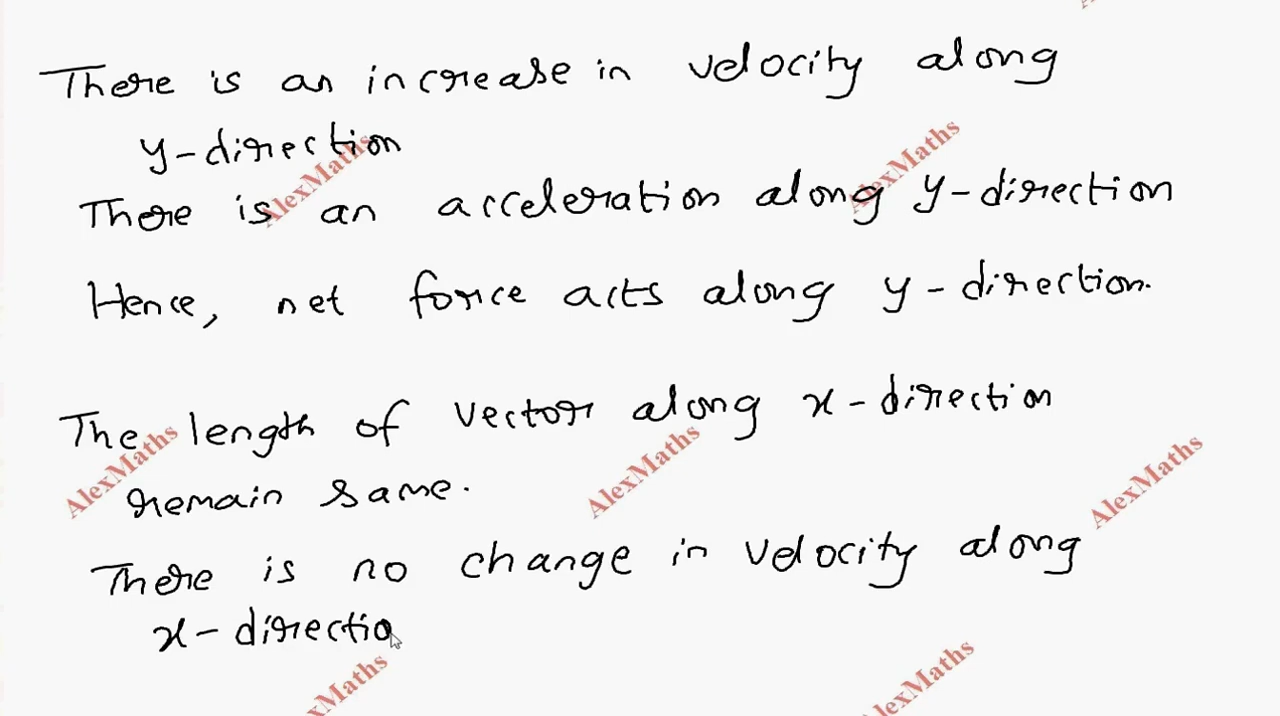 There is an increase in velocity along
y-direction
There is an acceleration along y-direction
Hence, net force acts along y-direction.
The length of vector along x-direction
remain same.
There is no change in velocity along
x-directio
AlexMaths
AlexMaths
AlexMaths
AlexMaths
AlexMaths
AlexMaths
AlexMaths